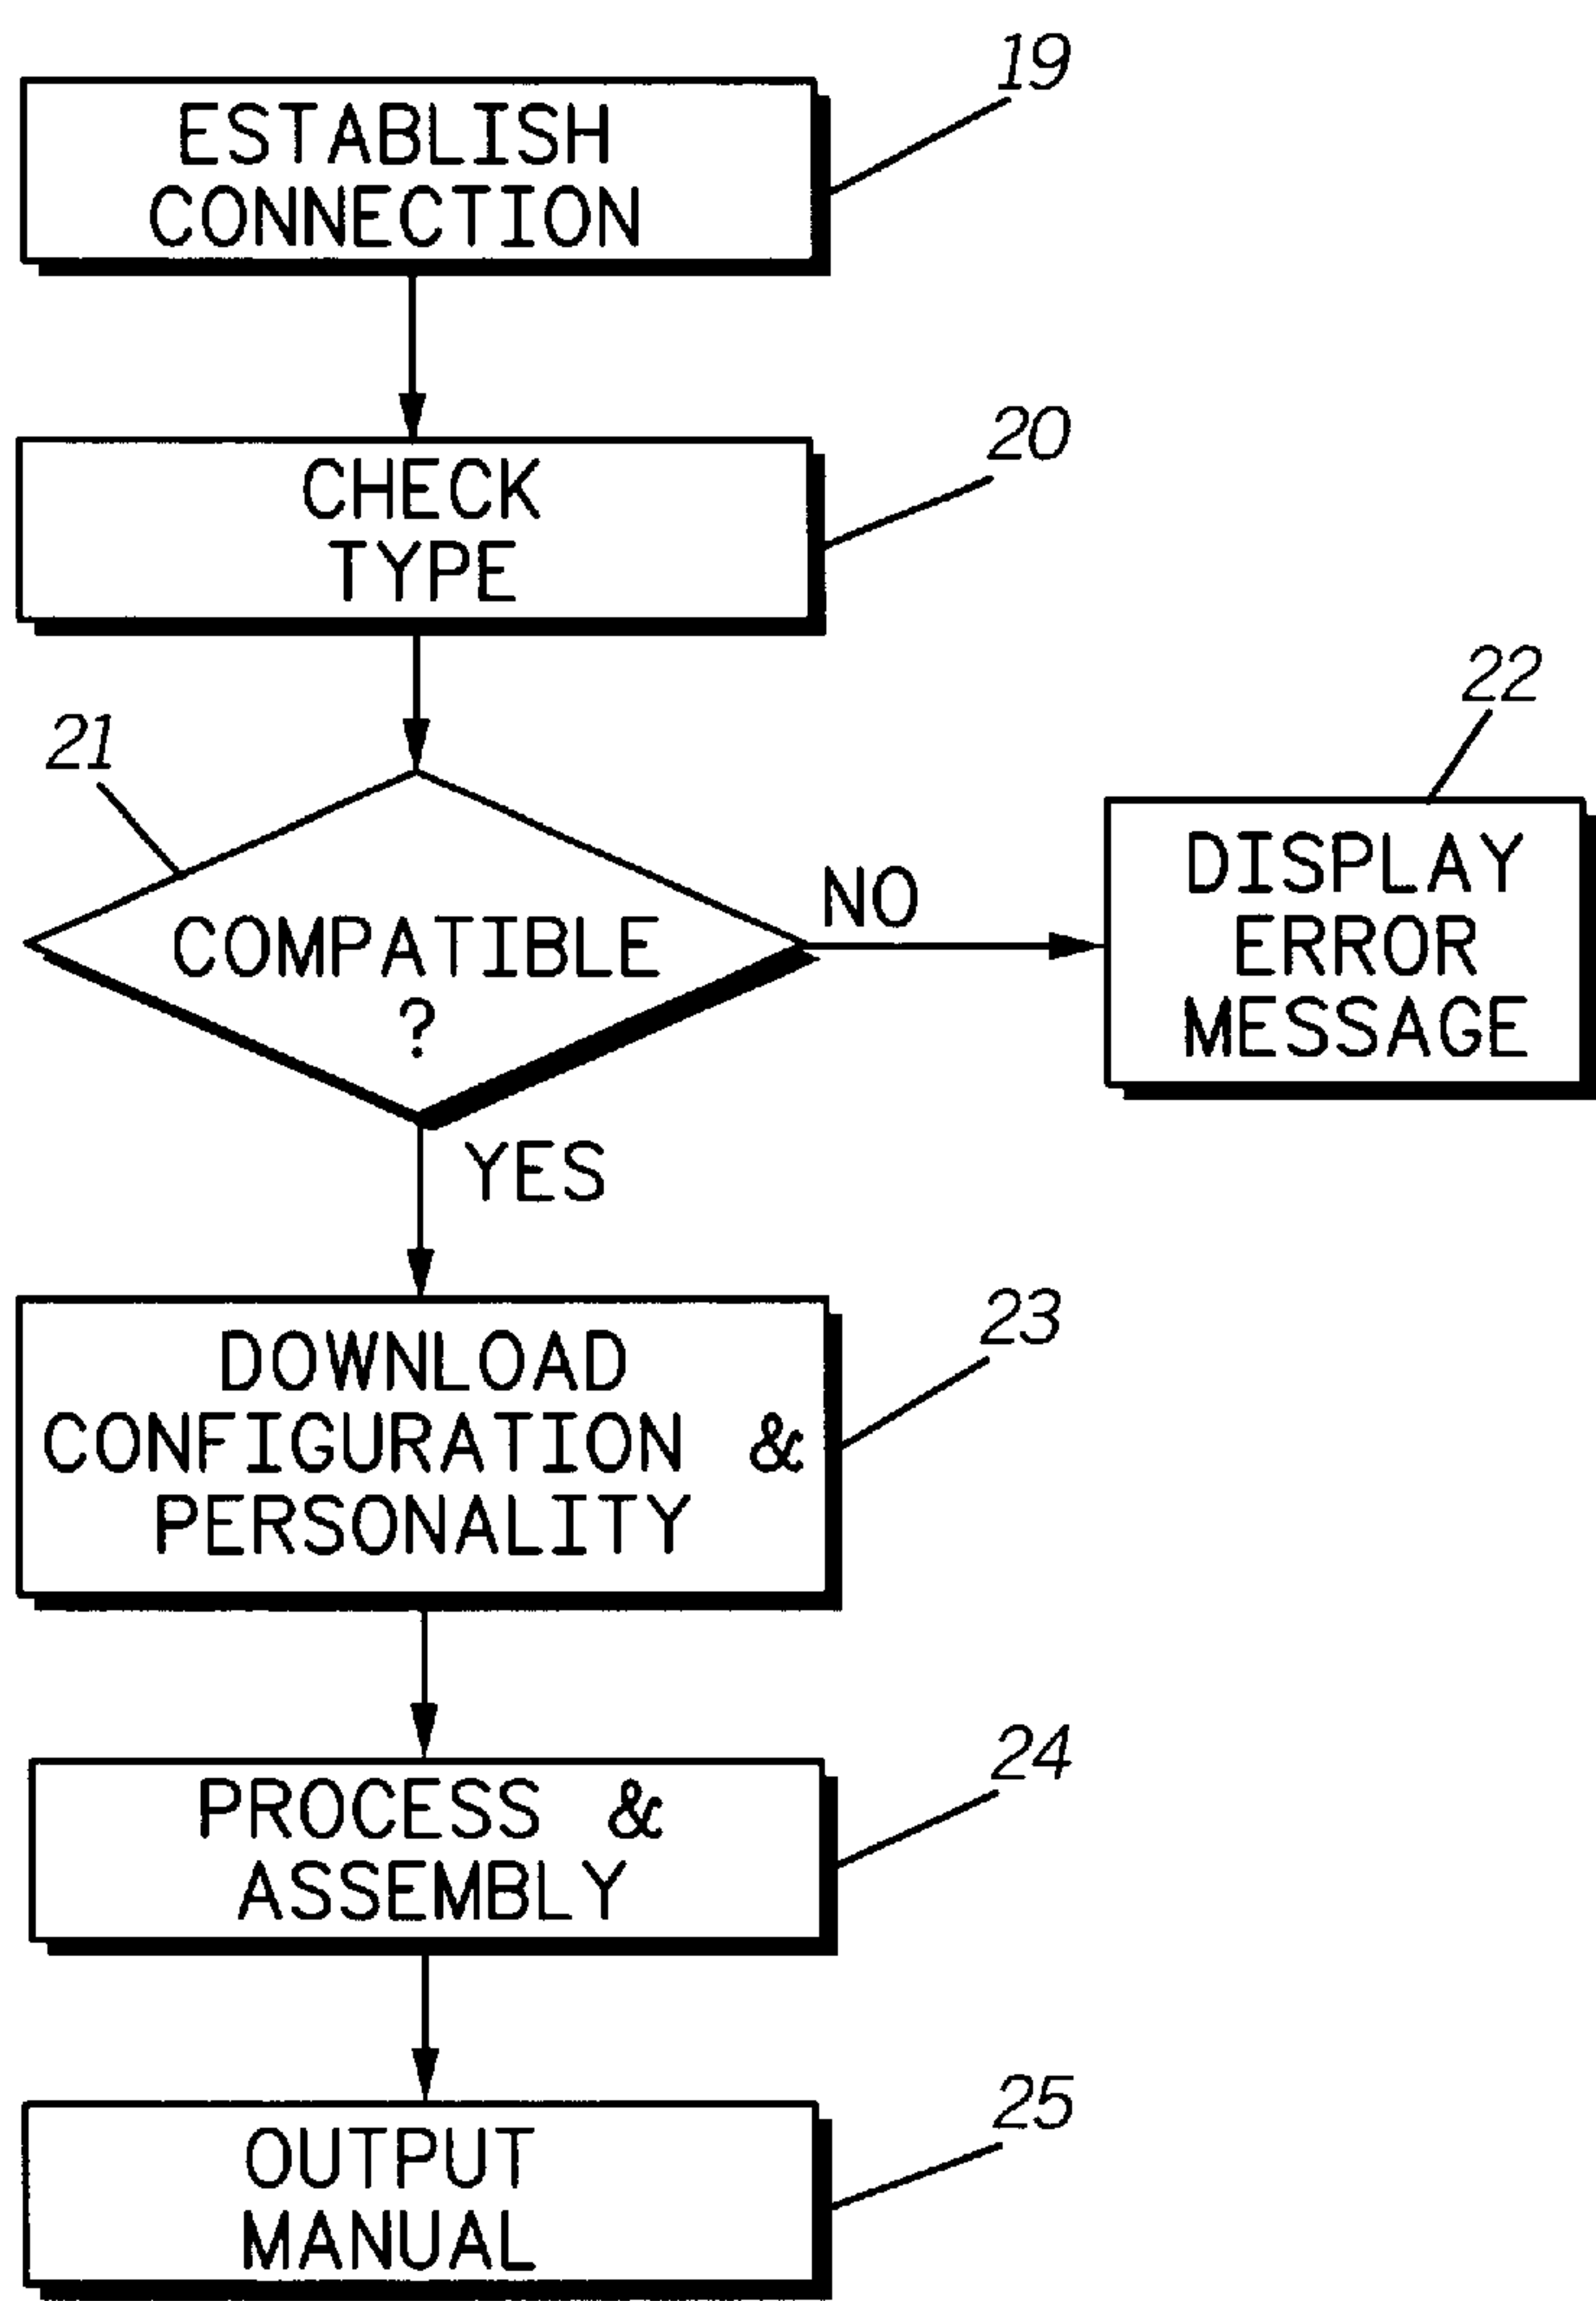 19
ESTABLISH
CONNECTION
20
CHECK
TYPE
21
22
COMPATIBLE
?
NO
DISPLAY
ERROR
MESSAGE
YES
23
DOWNLOAD
CONFIGURATION &
PERSONALITY
24
PROCESS &
ASSEMBLY
25
OUTPUT
MANUAL